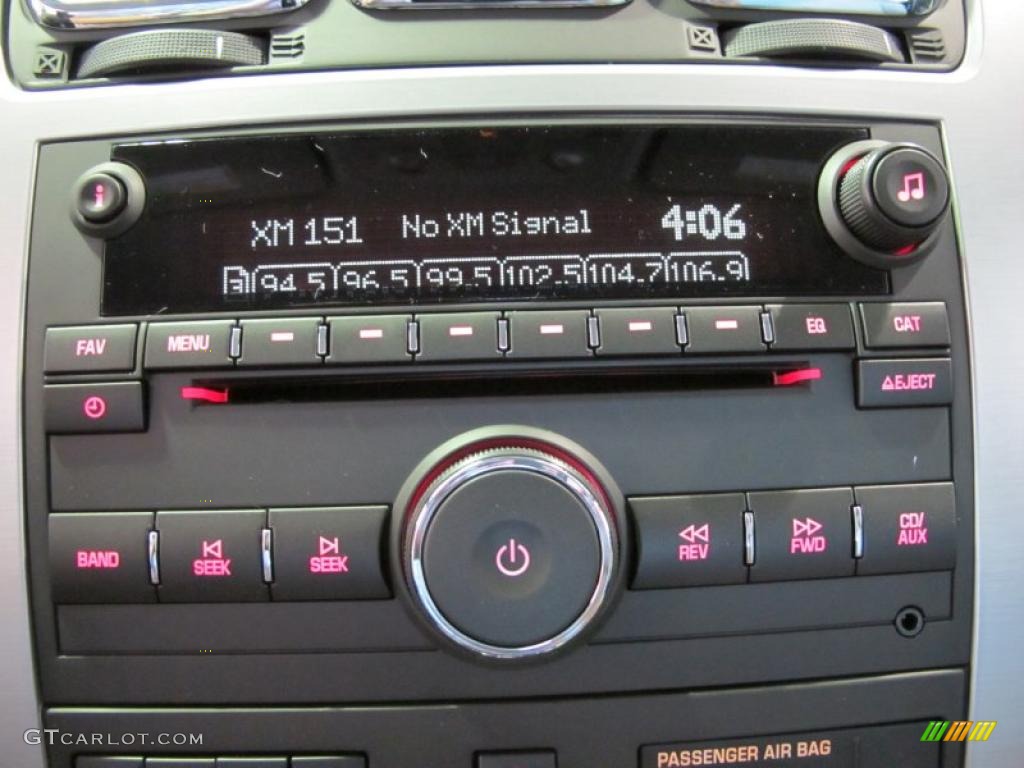 i
XM 151 No XM Signal 4:06
3 94.5 96.5 99.5 102.5 104.7 106.9
FAV MENU EQ CAT
EJECT
BAND SEEK SEEK REV FWD CD/
AUX
GTCARLOT.COM
PASSENGER AIR BAG